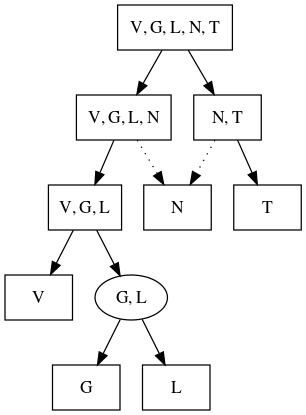 V, G, L, N, T
V, G, L, N
N, T
V, G, L
N
T
V
G, L
G
L